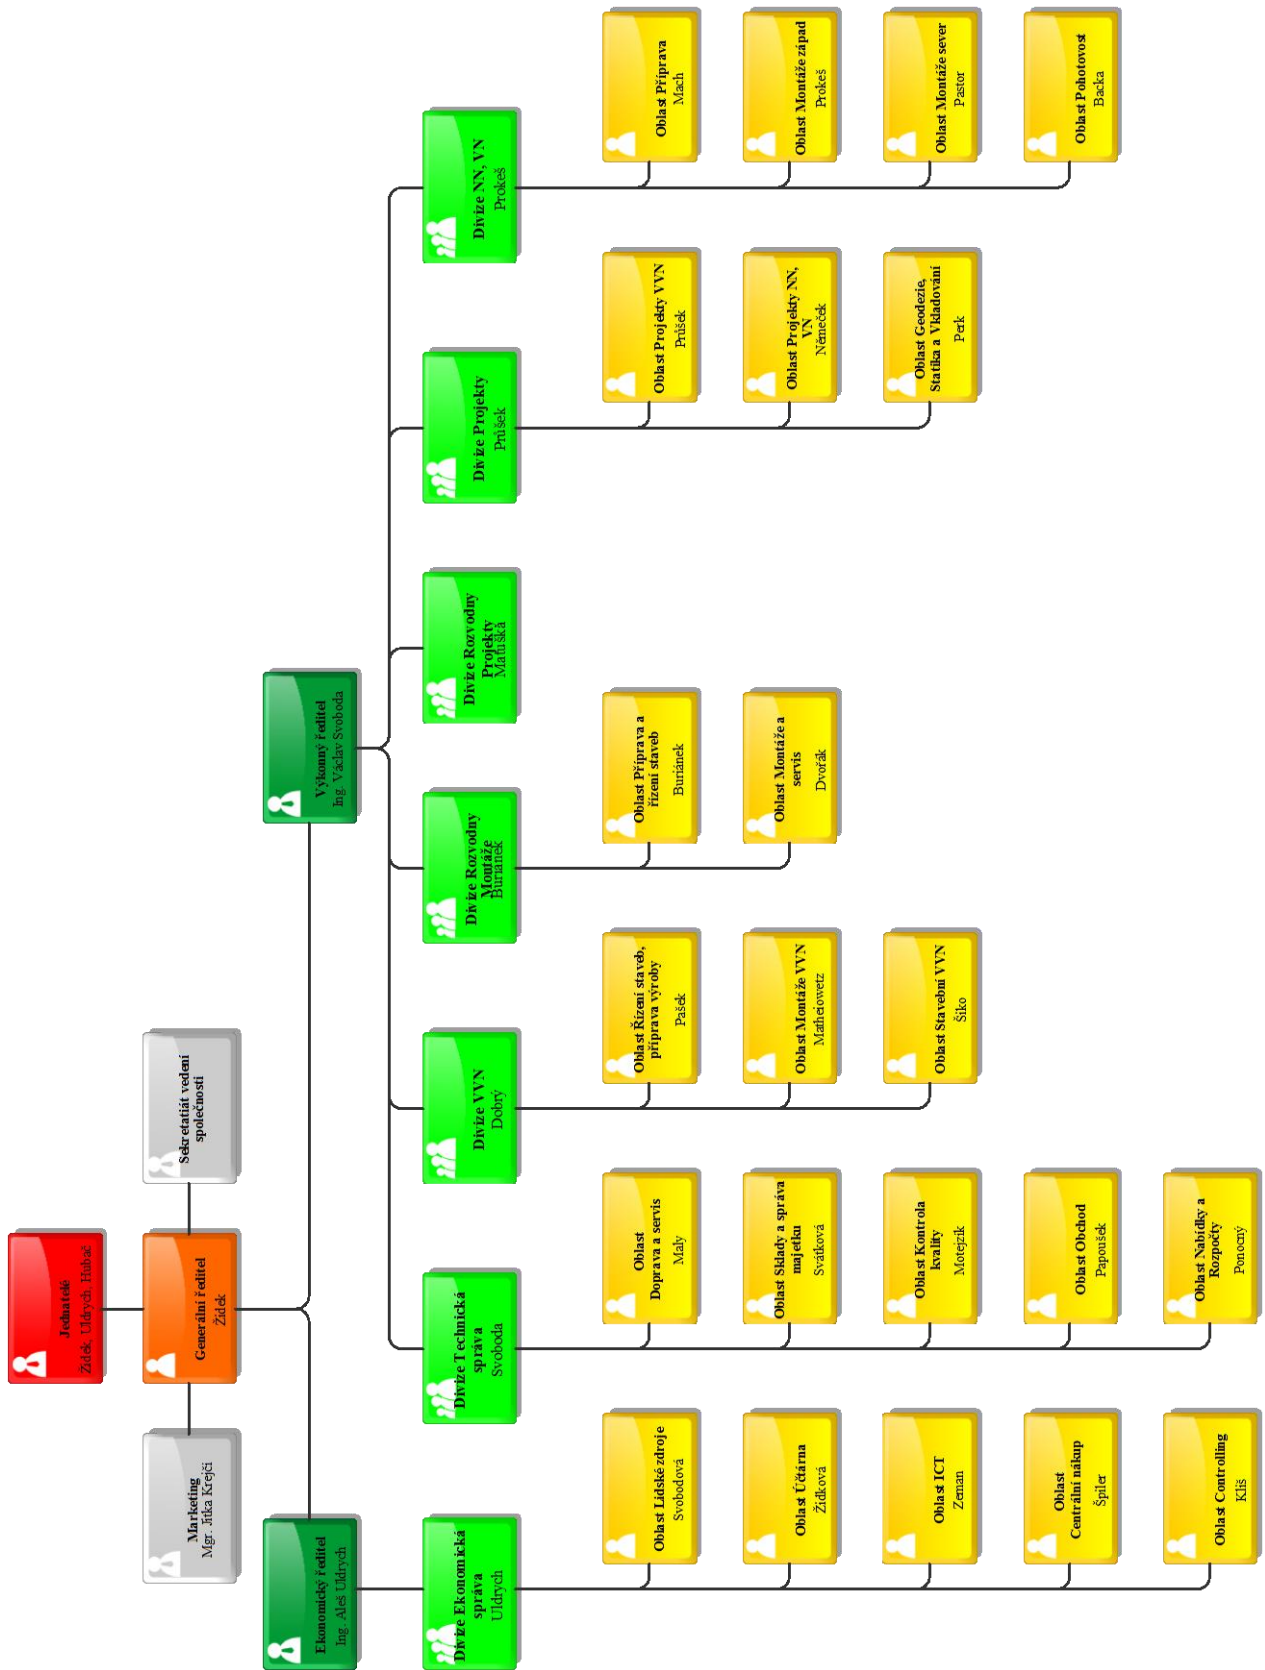 Jednatelé
Žídek, Uldrych, Hubač
Marketing
Mgr. Jitka Krejčí
Generální ředitel
Žídek
Sekretatiát vedení
společnosti
Ekonomický ředitel
Ing. Aleš Uldrych
Výkonný ředitel
Ing. Václav Svoboda
Divize Ekonomická
správa
Uldrych
Divize Technická
správa
Svoboda
Divize VVN
Dobrý
Divize Rozvodny
Montáže
Buriánek
Divize Rozvodny
Projekty
Matuška
Divize Projekty
Průšek
Divize NN, VN
Prokeš
Oblast Lidské zdroje
Svobodová
Oblast Účtárna
Žídková
Oblast ICT
Zeman
Oblast
Centrální nákup
Špiler
Oblast Controlling
Kliš
Oblast
Doprava a servis
Maly
Oblast Sklady a správa
majetku
Svátková
Oblast Kontrola
kvality
Motejzík
Oblast Obchod
Papoušek
Oblast Nabídky a
Rozpočty
Ponocný
Oblast Řízení staveb,
příprava výroby
Pašek
Oblast Montáže VVN
Matheiowetz
Oblast Stavební VVN
Šiko
Oblast Příprava a
řízení staveb
Buriánek
Oblast Montáže a
servis
Dvořák
Oblast Projekty VVN
Průšek
Oblast Projekty NN,
VN
Němeček
Oblast Geodezie,
Statika a Vkladování
Perk
Oblast Příprava
Mach
Oblast Montáže západ
Prokeš
Oblast Montáže sever
Pastor
Oblast Pohotovost
Backa